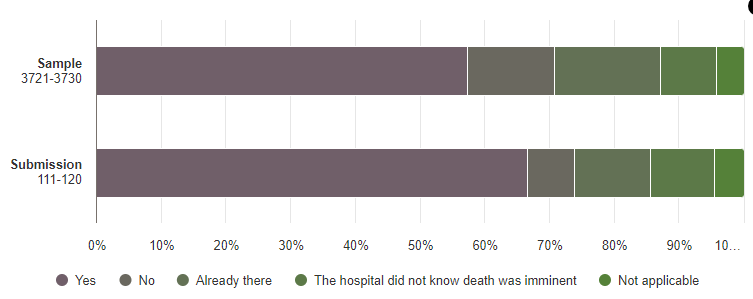 Sample
3721-3730
Submission
111-120
0% 10% 20% 30% 40% 50% 60% 70% 80% 90% 10...
Yes No Already there The hospital did not know death was imminent Not applicable